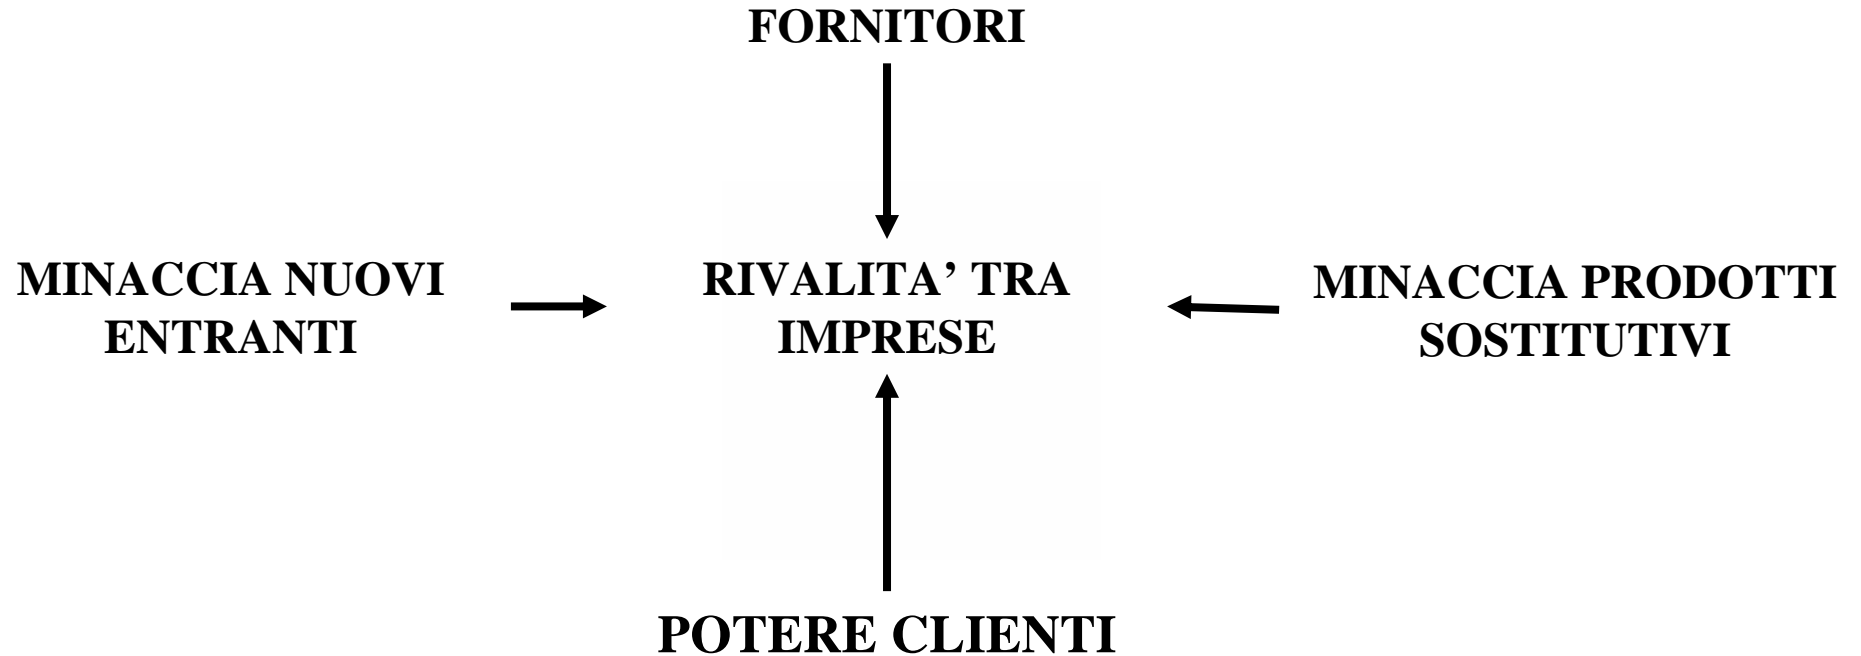 FORNITORI
MINACCIA NUOVI
ENTRANTI
RIVALITA’ TRA
IMPRESE
MINACCIA PRODOTTI
SOSTITUTIVI
POTERE CLIENTI